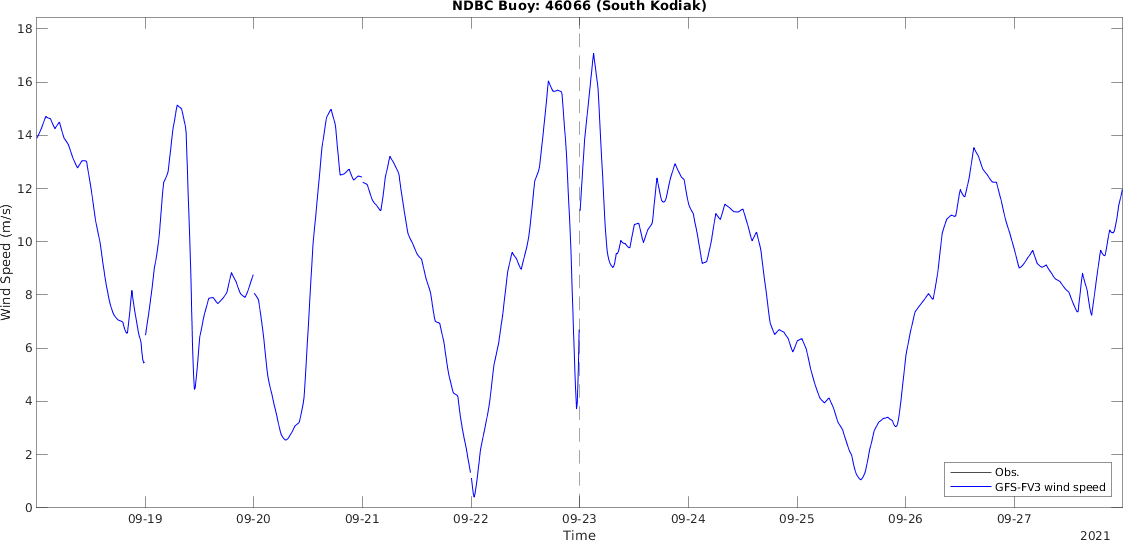 NDBC Buoy: 46066 (South Kodiak)
18
16
14
12
10
8
6
4
2
0
Wind Speed (m/s)
09-19 09-20 09-21 09-22 09-23 09-24 09-25 09-26 09-27
Time
2021
Obs.
GFS-FV3 wind speed